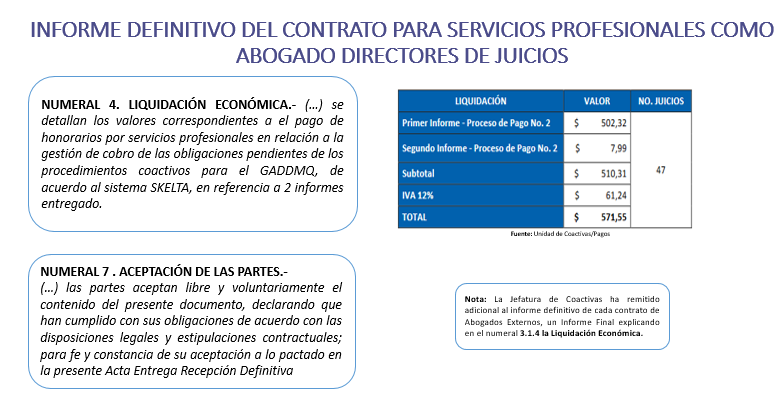 INFORME DEFINITIVO DEL CONTRATO PARA SERVICIOS PROFESIONALES COMO
ABOGADO DIRECTORES DE JUICIOS
NUMERAL 4. LIQUIDACIÓN ECONÓMICA.- (…) se
detallan los valores correspondientes a el pago de
honorarios por servicios profesionales en relación a la
gestión de cobro de las obligaciones pendientes de los
procedimientos coactivos para el GADDMQ, de
acuerdo al sistema SKELTA, en referencia a 2 informes
entregado.
NUMERAL 7 . ACEPTACIÓN DE LAS PARTES.-
(…) las partes aceptan libre y voluntariamente el
contenido del presente documento, declarando que
han cumplido con sus obligaciones de acuerdo con las
disposiciones legales y estipulaciones contractuales;
para fe y constancia de su aceptación a lo pactado en
la presente Acta Entrega Recepción Definitiva
LIQUIDACIÓN VALOR NO. JUICIOS
Primer Informe - Proceso de Pago No. 2 $ 502,32
Segundo Informe - Proceso de Pago No. 2 $ 7,99
Subtotal $ 510,31
47
IVA 12% $ 61,24
TOTAL $ 571,55
Fuente: Unidad de Coactivas/Pagos
Nota: La Jefatura de Coactivas ha remitido
adicional al informe definitivo de cada contrato de
Abogados Externos, un Informe Final explicando
en el numeral 3.1.4 la Liquidación Económica.